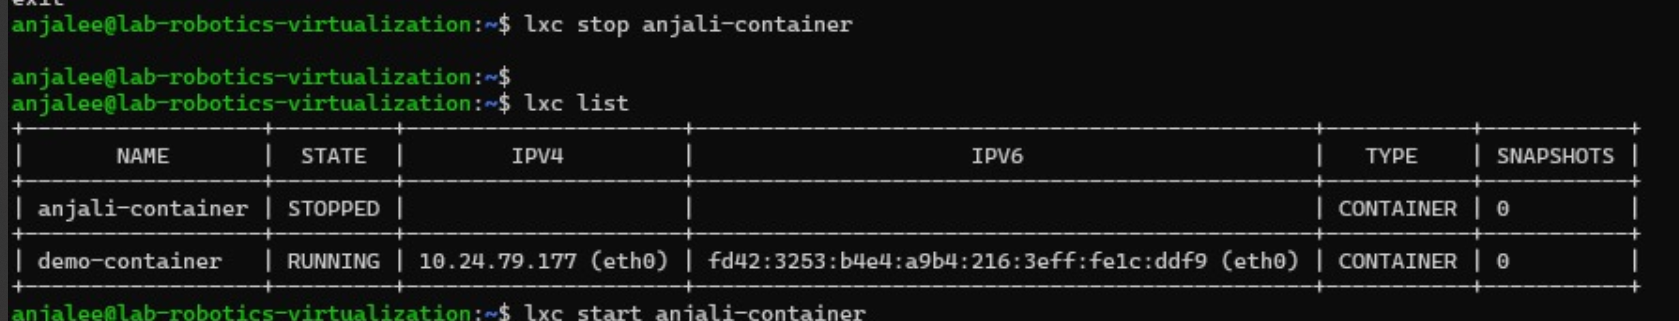 exit
anjalee@lab-robotics-virtualization:~$ lxc stop anjali-container
anjalee@lab-robotics-virtualization:~$
anjalee@lab-robotics-virtualization:~$ lxc list
+-------------------+---------+---------------------+-----------------------------------------------+-----------+-----------+
| NAME | STATE | IPV4 | IPV6 | TYPE | SNAPSHOTS |
| anjali-container | STOPPED | | | CONTAINER | 0 |
| demo-container | RUNNING | 10.24.79.177 (eth0) | fd42:3253:b4e4:a9b4:216:3eff:fe1c:ddf9 (eth0) | CONTAINER | 0 |
anjalee@lab-robotics-virtualization:~$ lxc start anjali-container